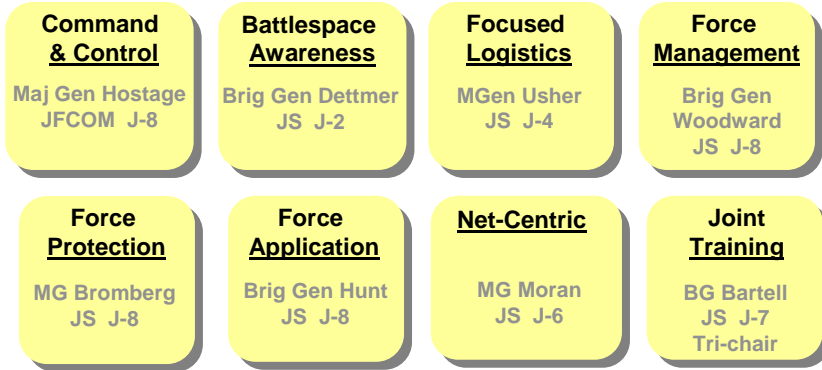 Command
& Control
Maj Gen Hostage
JFCOM J-8
Battlespace
Awareness
Brig Gen Dettmer
JS J-2
Focused
Logistics
MGen Usher
JS J-4
Force
Management
Brig Gen
Woodward
JS J-8
Force
Protection
MG Bromberg
JS J-8
Force
Application
Brig Gen Hunt
JS J-8
Net-Centric
MG Moran
JS J-6
Joint
Training
BG Bartell
JS J-7
Tri-chair